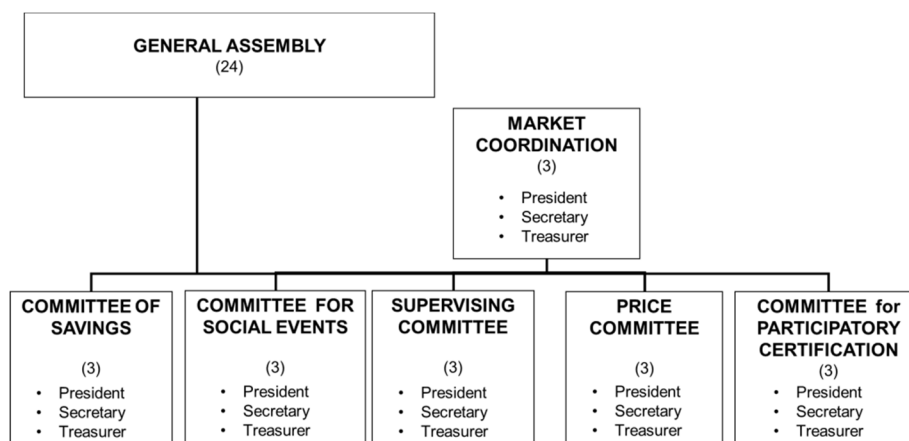 GENERAL ASSEMBLY
(24)
MARKET
COORDINATION
(3)
• President
• Secretary
• Treasurer
COMMITTEE OF
SAVINGS
(3)
• President
• Secretary
• Treasurer
COMMITTEE FOR
SOCIAL EVENTS
(3)
• President
• Secretary
• Treasurer
SUPERVISING
COMMITTEE
(3)
• President
• Secretary
• Treasurer
PRICE
COMMITTEE
(3)
• President
• Secretary
• Treasurer
COMMITTEE for
PARTICIPATORY
CERTIFICATION
(3)
• President
• Secretary
• Treasurer